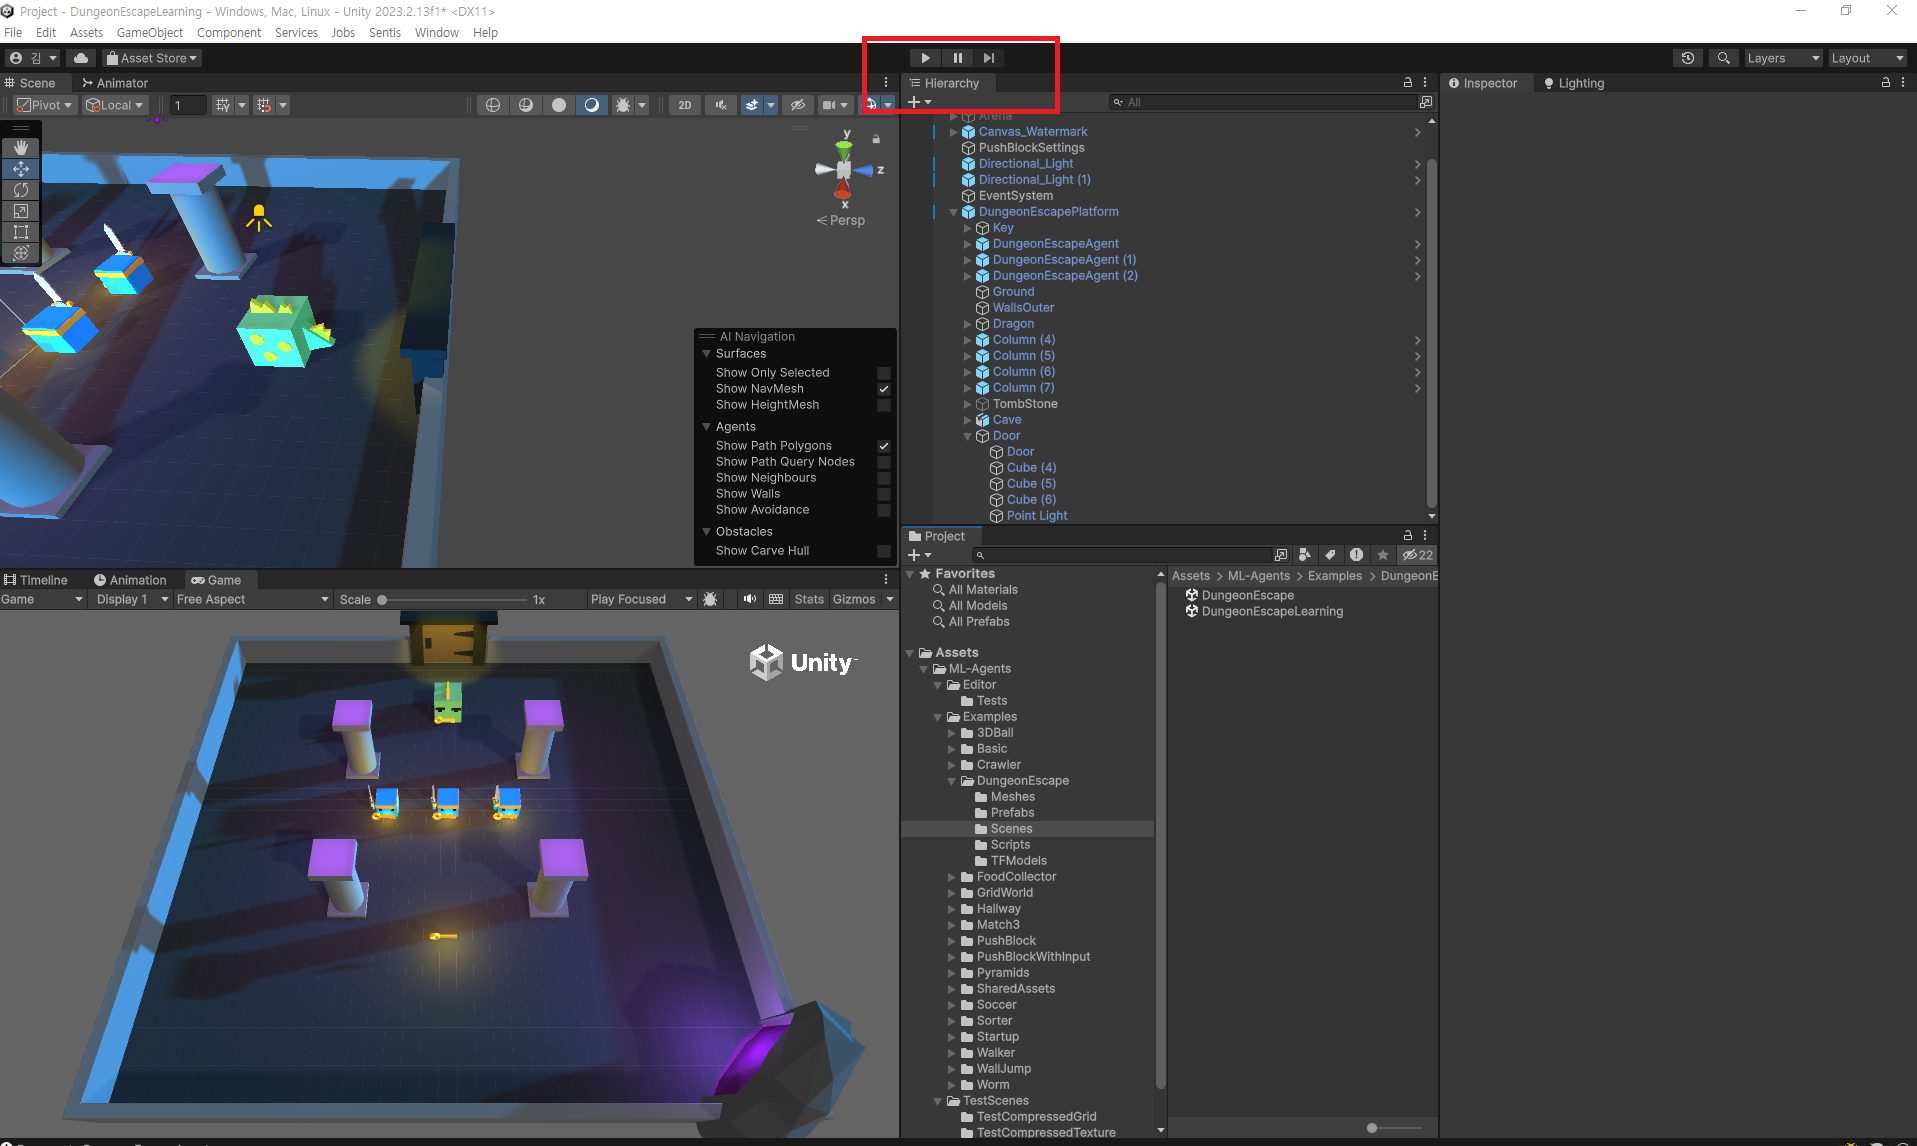 Project - DungeonEscapeLearning - Windows, Mac, Linux - Unity 2023.2.13f1* <DX11>
File Edit Assets GameObject Component Services Jobs Sentis Window Help
김 Asset Store Layers Layout
Scene Animator
Pivot Local 1 2D
y
z
x
Persp
AI Navigation
Surfaces
Show Only Selected
Show NavMesh
Show HeightMesh
Agents
Show Path Polygons
Show Path Query Nodes
Show Neighbours
Show Walls
Show Avoidance
Obstacles
Show Carve Hull
Timeline Animation Game
Game Display 1 Free Aspect Scale 1x Play Focused Stats Gizmos
Unity
Hierarchy
All
Arena
Canvas_Watermark
PushBlockSettings
Directional_Light
Directional_Light (1)
EventSystem
DungeonEscapePlatform
Key
DungeonEscapeAgent
DungeonEscapeAgent (1)
DungeonEscapeAgent (2)
Ground
WallsOuter
Dragon
Column (4)
Column (5)
Column (6)
Column (7)
TombStone
Cave
Door
Door
Cube (4)
Cube (5)
Cube (6)
Point Light
Project
22
Favorites
All Materials
All Models
All Prefabs
Assets
ML-Agents
Editor
Tests
Examples
3DBall
Basic
Crawler
DungeonEscape
Meshes
Prefabs
Scenes
Scripts
TFModels
FoodCollector
GridWorld
Hallway
Match3
PushBlock
PushBlockWithInput
Pyramids
SharedAssets
Soccer
Sorter
Startup
Walker
WallJump
Worm
TestScenes
TestCompressedGrid
TestCompressedTexture
Assets > ML-Agents > Examples > DungeonE
DungeonEscape
DungeonEscapeLearning
Inspector Lighting